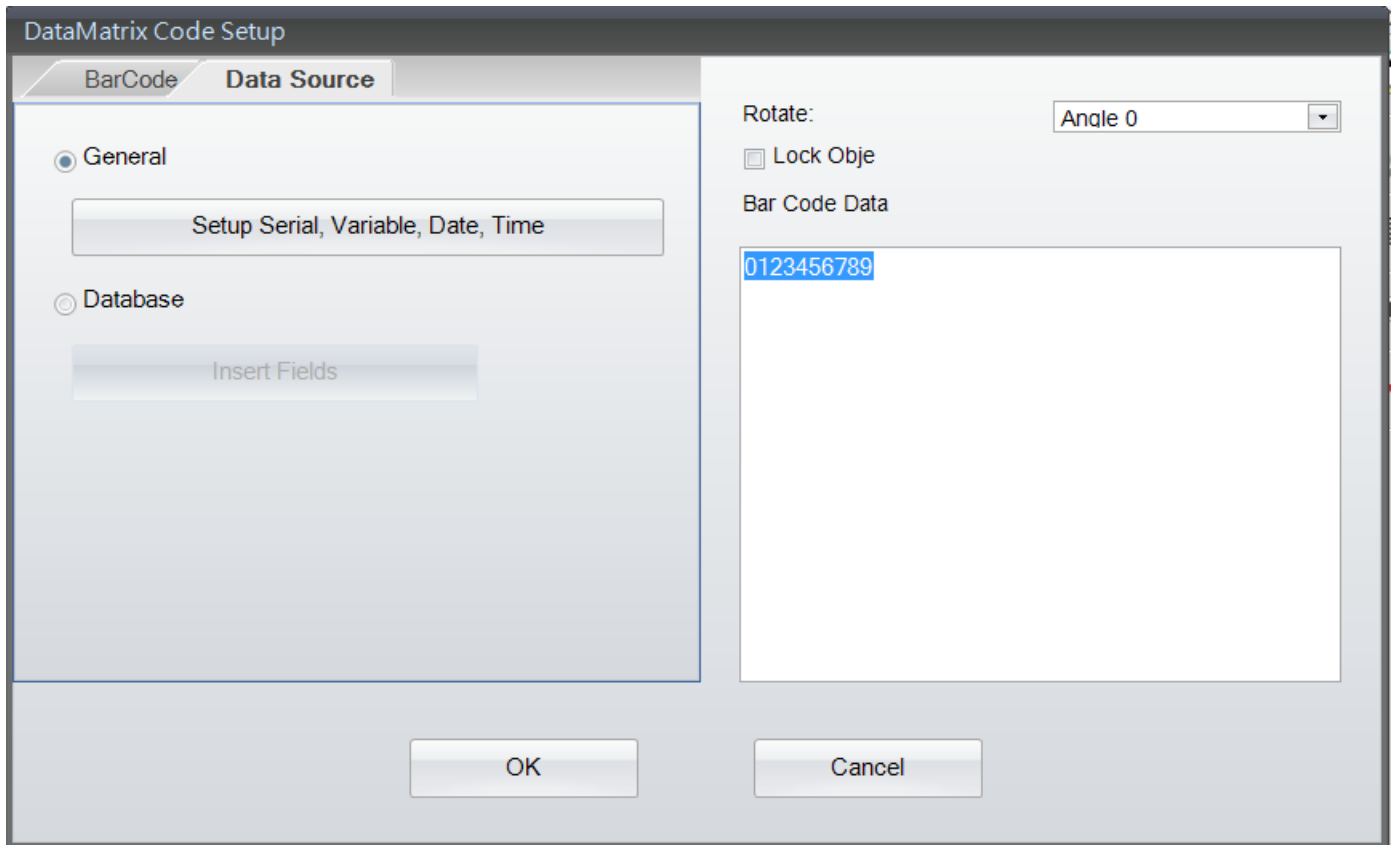 DataMatrix Code Setup
BarCode Data Source
General
Setup Serial, Variable, Date, Time
Database
Insert Fields
Rotate: Angle 0
Lock Obje
Bar Code Data
0123456789
OK Cancel